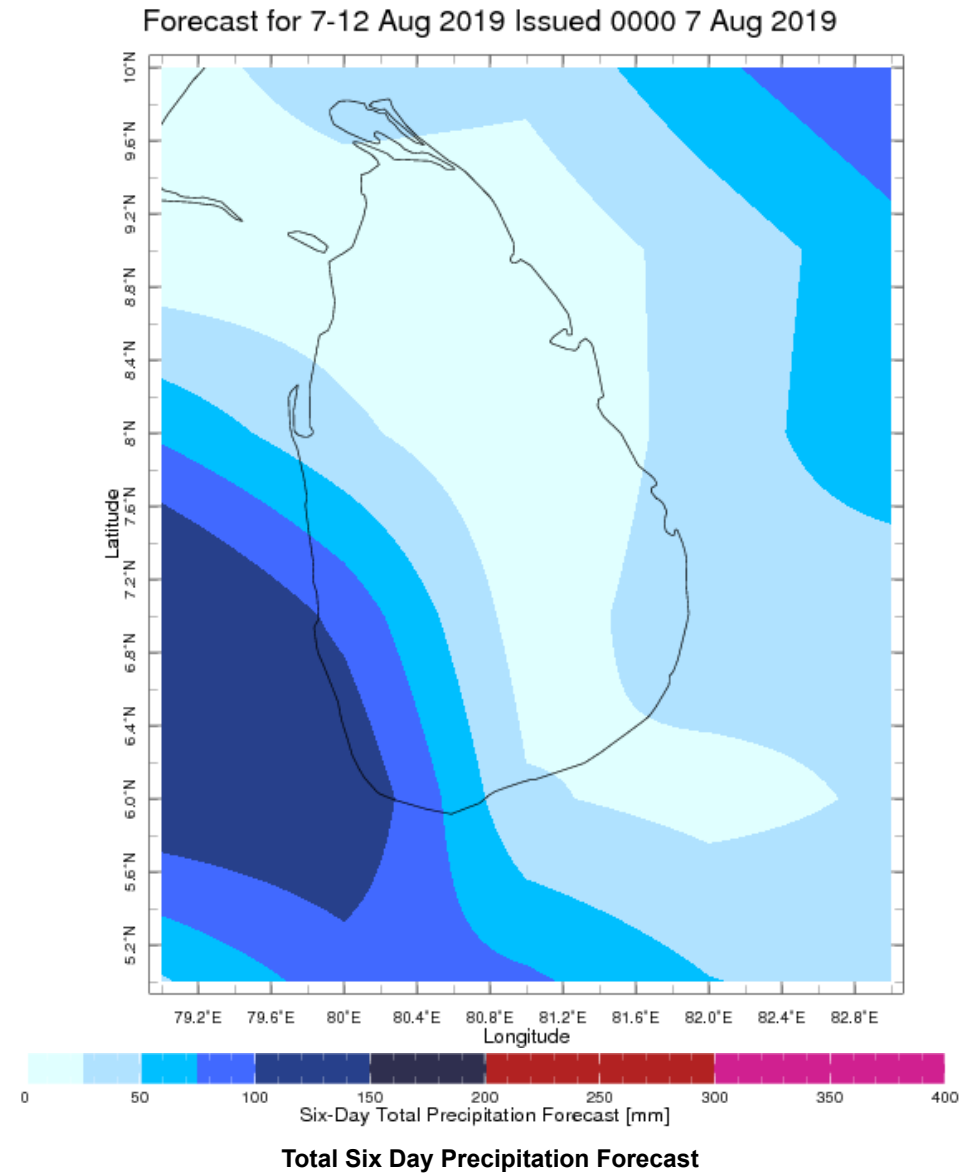 Forecast for 7-12 Aug 2019 Issued 0000 7 Aug 2019
10°N
9.6°N
9.2°N
8.8°N
8.4°N
8°N
7.6°N
7.2°N
6.8°N
6.4°N
6.0°N
5.6°N
5.2°N
Latitude
79.2°E 79.6°E 80°E 80.4°E 80.8°E 81.2°E 81.6°E 82.0°E 82.4°E 82.8°E
Longitude
0 50 100 150 200 250 300 350 400
Six-Day Total Precipitation Forecast [mm]
Total Six Day Precipitation Forecast